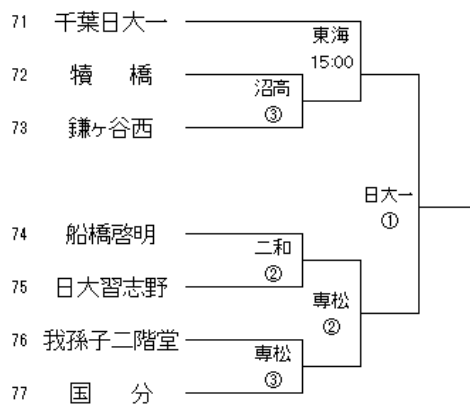 71 千葉日大一
東海
15:00
72 犢橋
沼高
③
73 鎌ヶ谷西
日大一
①
74 船橋啓明
二和
②
75 日大習志野
専松
②
76 我孫子二階堂
専松
③
77 国分